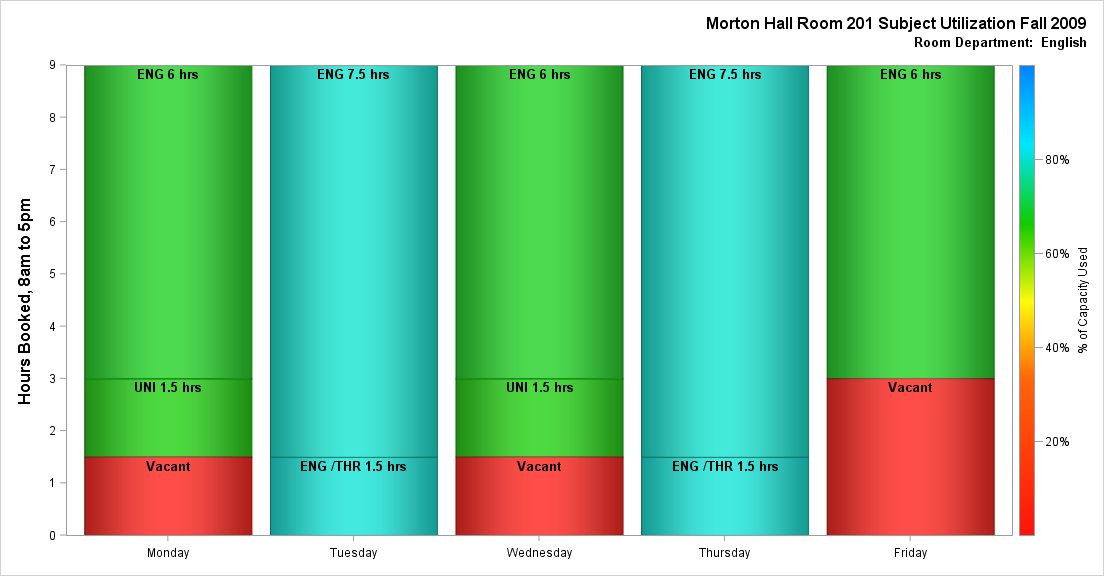 Morton Hall Room 201 Subject Utilization Fall 2009
Room Department:  English
Hours Booked, 8am to 5pm
9
8
7
6
5
4
3
2
1
0
ENG 6 hrs
UNI 1.5 hrs
Vacant
ENG 7.5 hrs
ENG /THR 1.5 hrs
ENG 6 hrs
UNI 1.5 hrs
Vacant
ENG 7.5 hrs
ENG /THR 1.5 hrs
ENG 6 hrs
Vacant
Monday
Tuesday
Wednesday
Thursday
Friday
80%
60%
40%
20%
% of Capacity Used